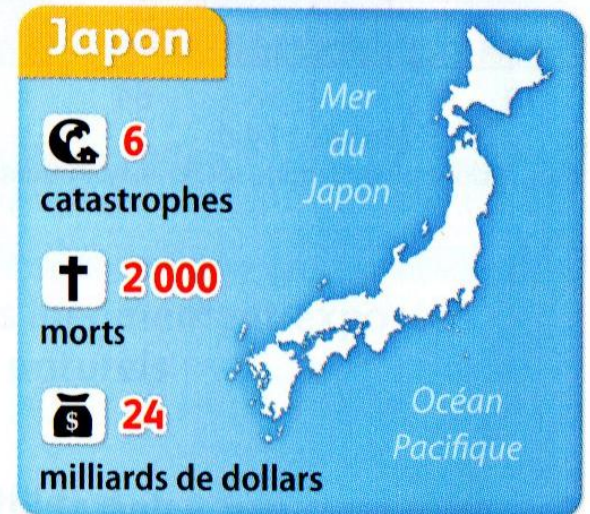 Japon
6
catastrophes
2 000
morts
$ 24
milliards de dollars
Mer
du
Japon
Océan
Pacifique